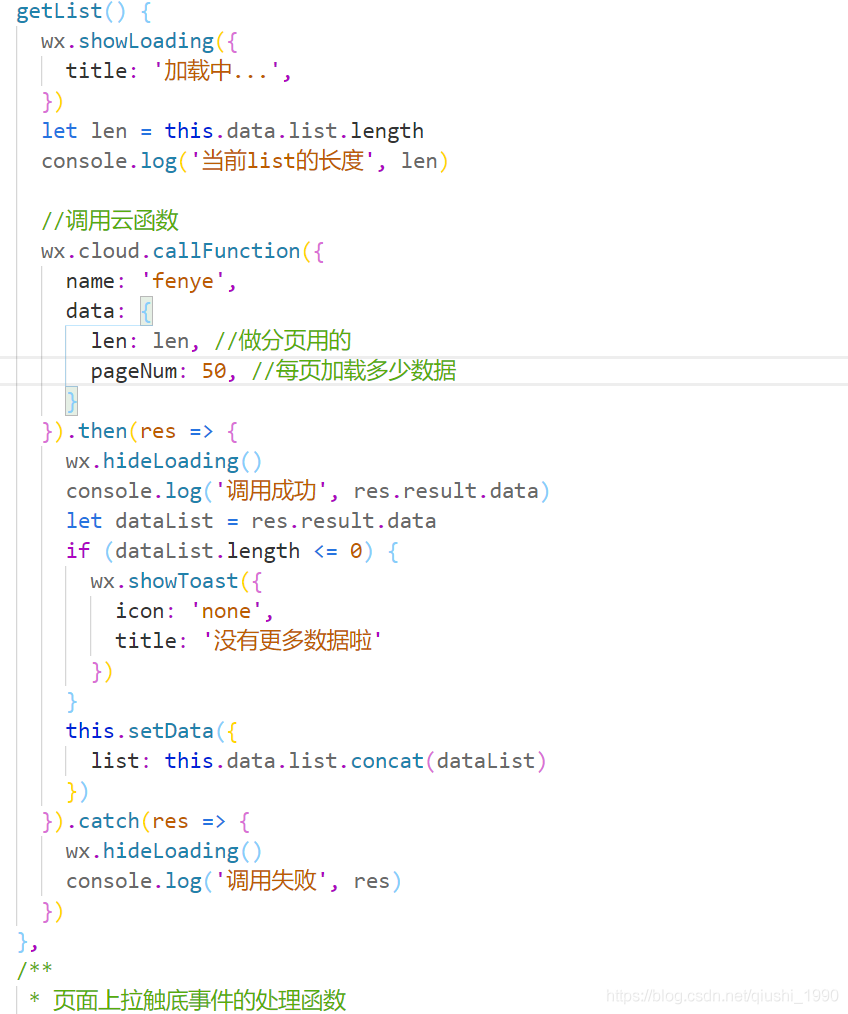 getList() {
wx.showLoading({
title: '加载中...',
})
let len = this.data.list.length
console.log('当前list的长度', len)
//调用云函数
wx.cloud.callFunction({
name: 'fenye',
data: {
len: len, //做分页用的
pageNum: 50, //每页加载多少数据
}
}).then(res => {
wx.hideLoading()
console.log('调用成功', res.result.data)
let dataList = res.result.data
if (dataList.length <= 0) {
wx.showToast({
icon: 'none',
title: '没有更多数据啦'
})
}
this.setData({
list: this.data.list.concat(dataList)
})
}).catch(res => {
wx.hideLoading()
console.log('调用失败', res)
})
},
/**
* 页面上拉触底事件的处理函数
https://blog.csdn.net/qiushi_1990